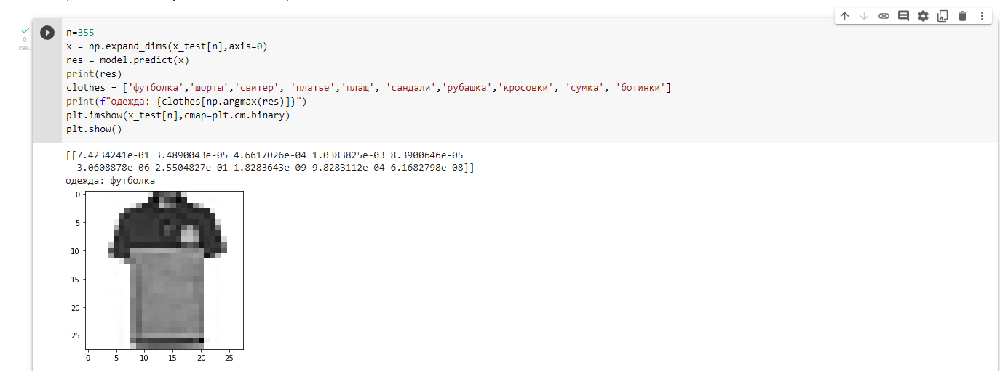 0
сек.
n=355
x = np.expand_dims(x_test[n],axis=0)
res = model.predict(x)
print(res)
clothes = ['футболка','шорты','свитер', 'платье','плащ', 'сандали','рубашка','кросовки', 'сумка', 'ботинки']
print(f"одежда: {clothes[np.argmax(res)]}")
plt.imshow(x_test[n],cmap=plt.cm.binary)
plt.show()
[[7.4234241e-01 3.4890043e-05 4.6617026e-04 1.0383825e-03 8.3900646e-05
3.0608878e-06 2.5504827e-01 1.8283643e-09 9.8283112e-04 6.1682798e-08]]
одежда: футболка
0
5
10
15
20
25
0 5 10 15 20 25